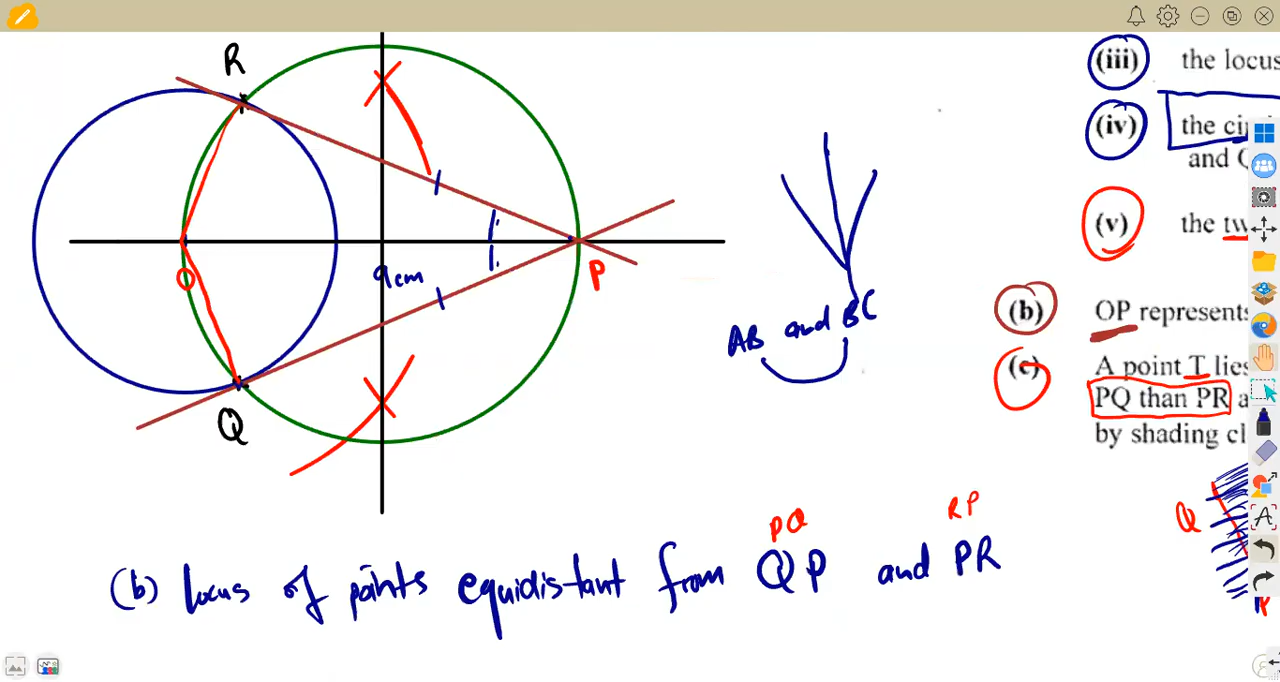 R
O
9cm
P
Q
AB and BC
(iii) the locus
(iv) the cir
and
(v) the tw
(b) OP represents
(c) A point T lies
PQ than PR a
by shading cl
Q
P
PQ RP
(b) locus of points equidistant from QP and PR